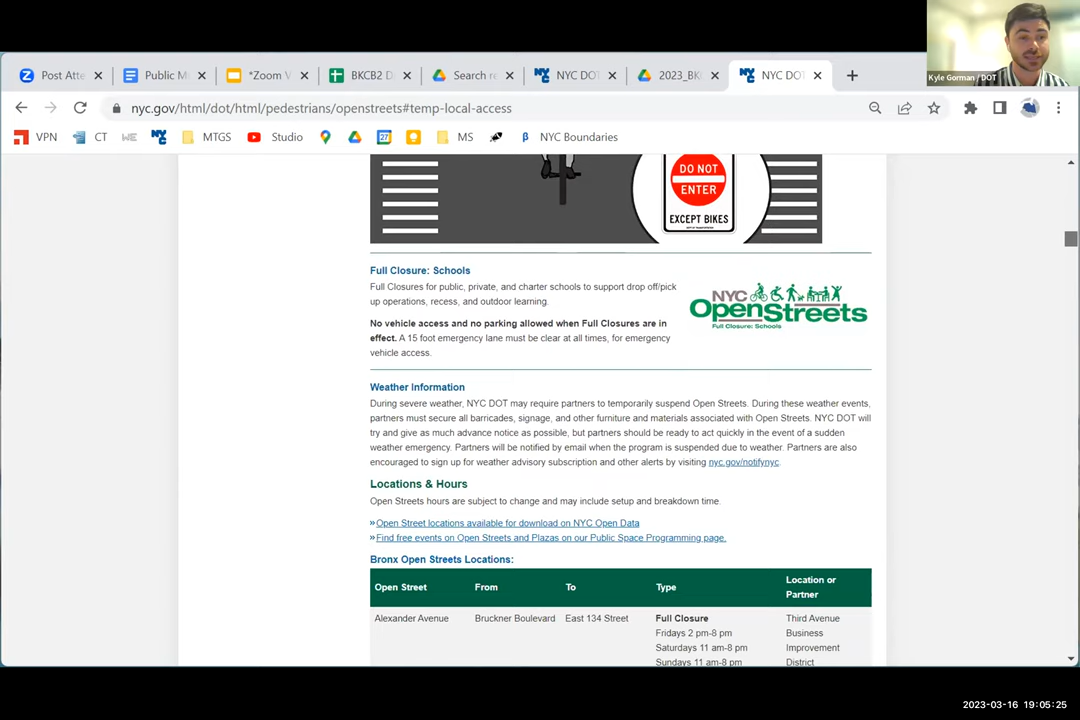 Kyle Gorman / DOT
Post Atte
Public M
*Zoom V
BKCB2 D
Search re
NYC DOT
2023_BK
NYC DOT
nyc.gov/html/dot/html/pedestrians/openstreets#temp-local-access
VPN
CT
WE
NYC
MTGS
Studio
27
MS
β NYC Boundaries
DO NOT
ENTER
EXCEPT BIKES
Full Closure: Schools
Full Closures for public, private, and charter schools to support drop off/pick
up operations, recess, and outdoor learning.
No vehicle access and no parking allowed when Full Closures are in
effect. A 15 foot emergency lane must be clear at all times, for emergency
vehicle access.
NYC
OpenStreets
Full Closure: Schools
Weather Information
During severe weather, NYC DOT may require partners to temporarily suspend Open Streets. During these weather events,
partners must secure all barricades, signage, and other furniture and materials associated with Open Streets. NYC DOT will
try and give as much advance notice as possible, but partners should be ready to act quickly in the event of a sudden
weather emergency. Partners will be notified by email when the program is suspended due to weather. Partners are also
encouraged to sign up for weather advisory subscription and other alerts by visiting nyc.gov/notifynyc.
Locations & Hours
Open Streets hours are subject to change and may include setup and breakdown time.
»Open Street locations available for download on NYC Open Data
»Find free events on Open Streets and Plazas on our Public Space Programming page.
Bronx Open Streets Locations:
Open Street From To Type Location or
Partner
Alexander Avenue Bruckner Boulevard East 134 Street Full Closure Third Avenue
Fridays 2 pm-8 pm Business
Saturdays 11 am-8 pm Improvement
Sundays 11 am-8 pm District
2023-03-16 19:05:25